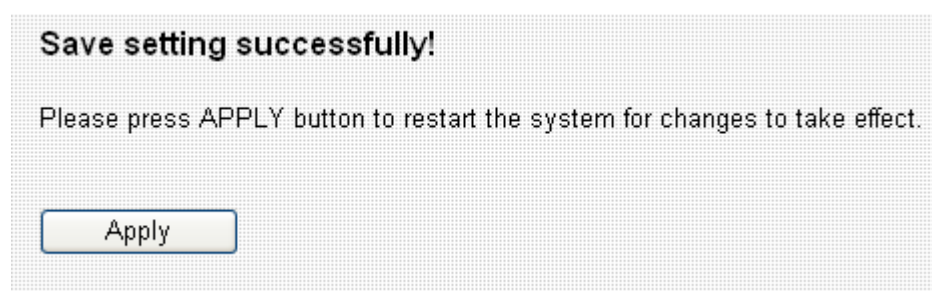 Save setting successfully!
Please press APPLY button to restart the system for changes to take effect.
Apply